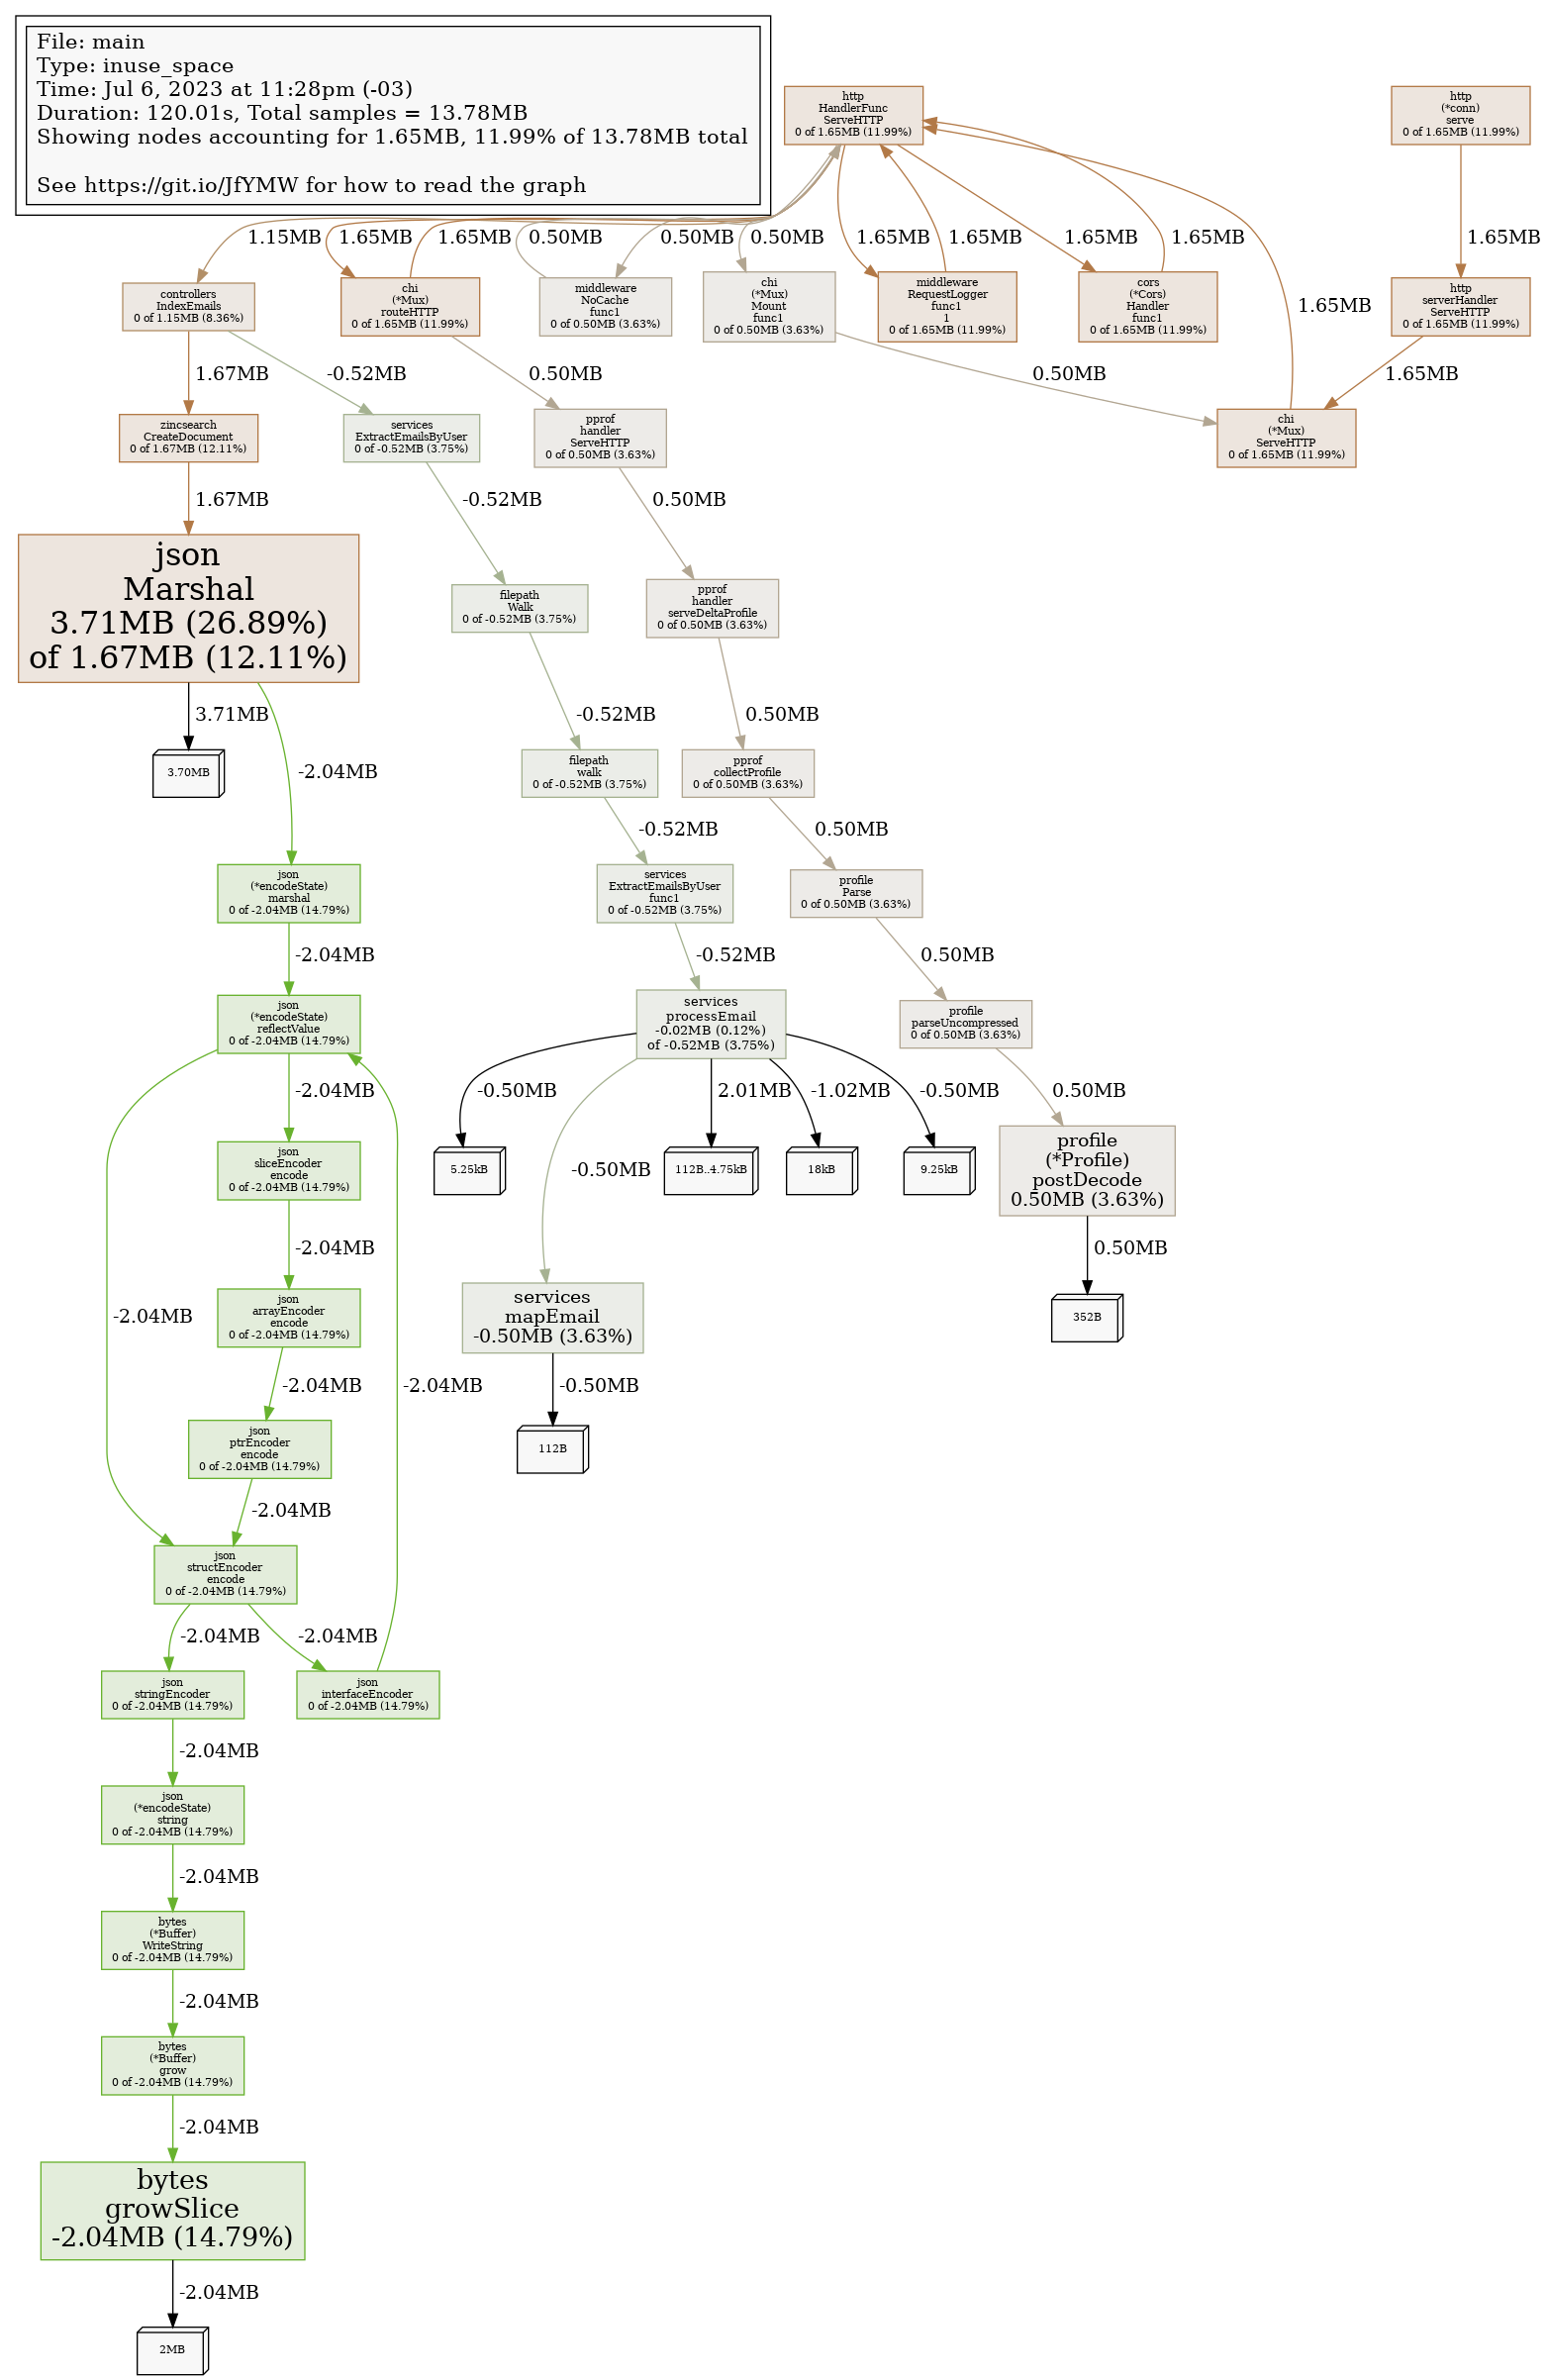 File: main
Type: inuse_space
Time: Jul 6, 2023 at 11:28pm (-03)
Duration: 120.01s, Total samples = 13.78MB
Showing nodes accounting for 1.65MB, 11.99% of 13.78MB total
See https://git.io/JfYMW for how to read the graph
http
HandlerFunc
ServeHTTP
0 of 1.65MB (11.99%)
http
(*conn)
serve
0 of 1.65MB (11.99%)
1.15MB
1.65MB
1.65MB
0.50MB
0.50MB
0.50MB
1.65MB
1.65MB
1.65MB
1.65MB
1.65MB
controllers
IndexEmails
0 of 1.15MB (8.36%)
chi
(*Mux)
routeHTTP
0 of 1.65MB (11.99%)
middleware
NoCache
func1
0 of 0.50MB (3.63%)
chi
(*Mux)
Mount
func1
0 of 0.50MB (3.63%)
middleware
RequestLogger
func1
1
0 of 1.65MB (11.99%)
cors
(*Cors)
Handler
func1
0 of 1.65MB (11.99%)
1.65MB
http
serverHandler
ServeHTTP
0 of 1.65MB (11.99%)
1.67MB
-0.52MB
0.50MB
0.50MB
1.65MB
zincsearch
CreateDocument
0 of 1.67MB (12.11%)
services
ExtractEmailsByUser
0 of -0.52MB (3.75%)
pprof
handler
ServeHTTP
0 of 0.50MB (3.63%)
chi
(*Mux)
ServeHTTP
0 of 1.65MB (11.99%)
1.67MB
-0.52MB
0.50MB
json
Marshal
3.71MB (26.89%)
of 1.67MB (12.11%)
filepath
Walk
0 of -0.52MB (3.75%)
pprof
handler
serveDeltaProfile
0 of 0.50MB (3.63%)
3.71MB
-2.04MB
-0.52MB
0.50MB
3.70MB
filepath
walk
0 of -0.52MB (3.75%)
pprof
collectProfile
0 of 0.50MB (3.63%)
-0.52MB
0.50MB
json
(*encodeState)
marshal
0 of -2.04MB (14.79%)
services
ExtractEmailsByUser
func1
0 of -0.52MB (3.75%)
profile
Parse
0 of 0.50MB (3.63%)
-2.04MB
-0.52MB
0.50MB
json
(*encodeState)
reflectValue
0 of -2.04MB (14.79%)
services
processEmail
-0.02MB (0.12%)
of -0.52MB (3.75%)
profile
parseUncompressed
0 of 0.50MB (3.63%)
-2.04MB
-0.50MB
2.01MB
-1.02MB
-0.50MB
0.50MB
json
sliceEncoder
encode
0 of -2.04MB (14.79%)
5.25kB
-0.50MB
112B..4.75kB
18kB
9.25kB
profile
(*Profile)
postDecode
0.50MB (3.63%)
-2.04MB
0.50MB
-2.04MB
json
arrayEncoder
encode
0 of -2.04MB (14.79%)
services
mapEmail
-0.50MB (3.63%)
352B
-2.04MB
-2.04MB
-0.50MB
json
ptrEncoder
encode
0 of -2.04MB (14.79%)
112B
-2.04MB
json
structEncoder
encode
0 of -2.04MB (14.79%)
-2.04MB
-2.04MB
json
stringEncoder
0 of -2.04MB (14.79%)
json
interfaceEncoder
0 of -2.04MB (14.79%)
-2.04MB
json
(*encodeState)
string
0 of -2.04MB (14.79%)
-2.04MB
bytes
(*Buffer)
WriteString
0 of -2.04MB (14.79%)
-2.04MB
bytes
(*Buffer)
grow
0 of -2.04MB (14.79%)
-2.04MB
bytes
growSlice
-2.04MB (14.79%)
-2.04MB
2MB